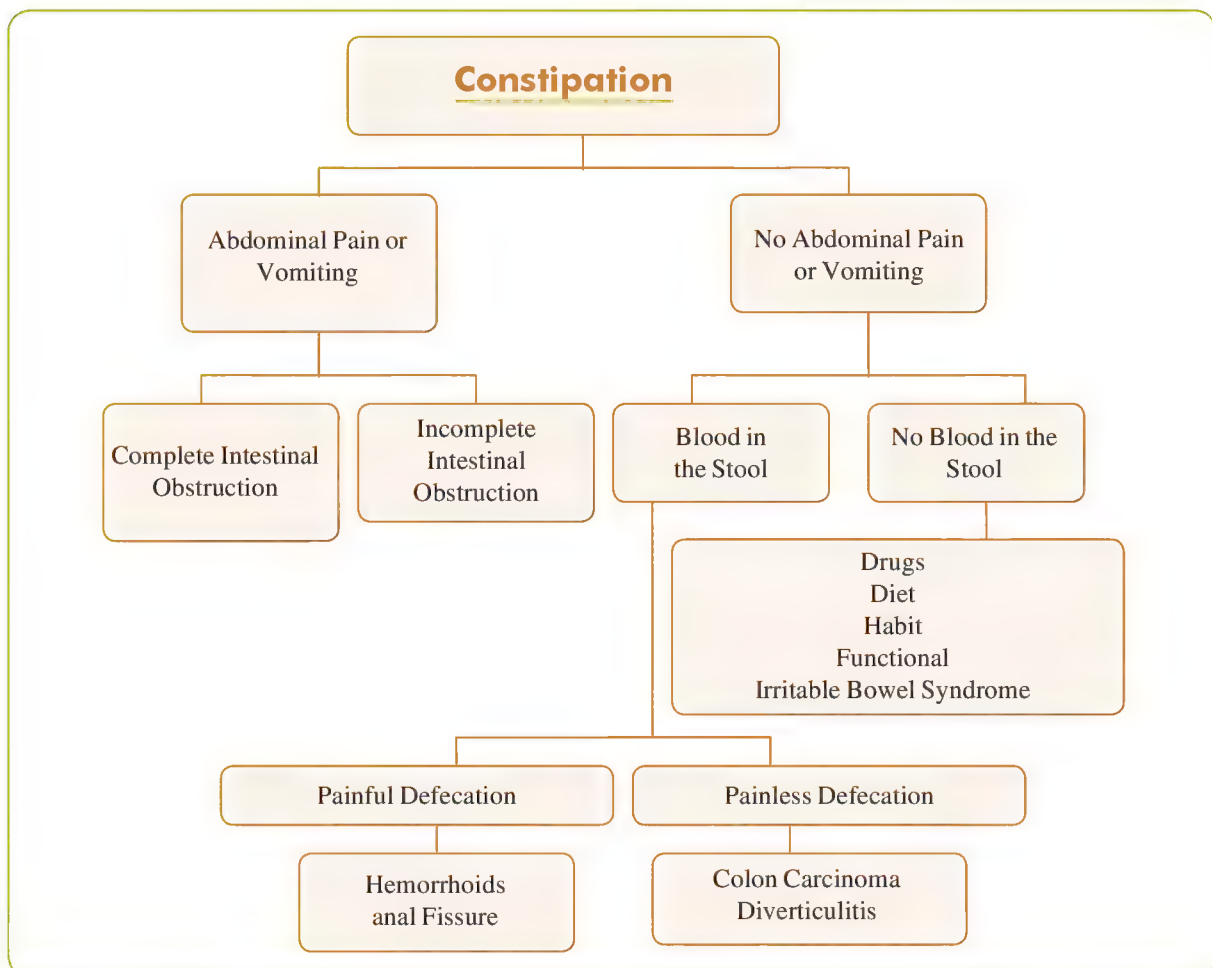 Constipation
Abdominal Pain or
Vomiting
No Abdominal Pain
or Vomiting
Complete Intestinal
Obstruction
Incomplete
Intestinal
Obstruction
Blood in
the Stool
No Blood in the
Stool
Drugs
Diet
Habit
Functional
Irritable Bowel Syndrome
Painful Defecation
Painless Defecation
Hemorrhoids
anal Fissure
Colon Carcinoma
Diverticulitis